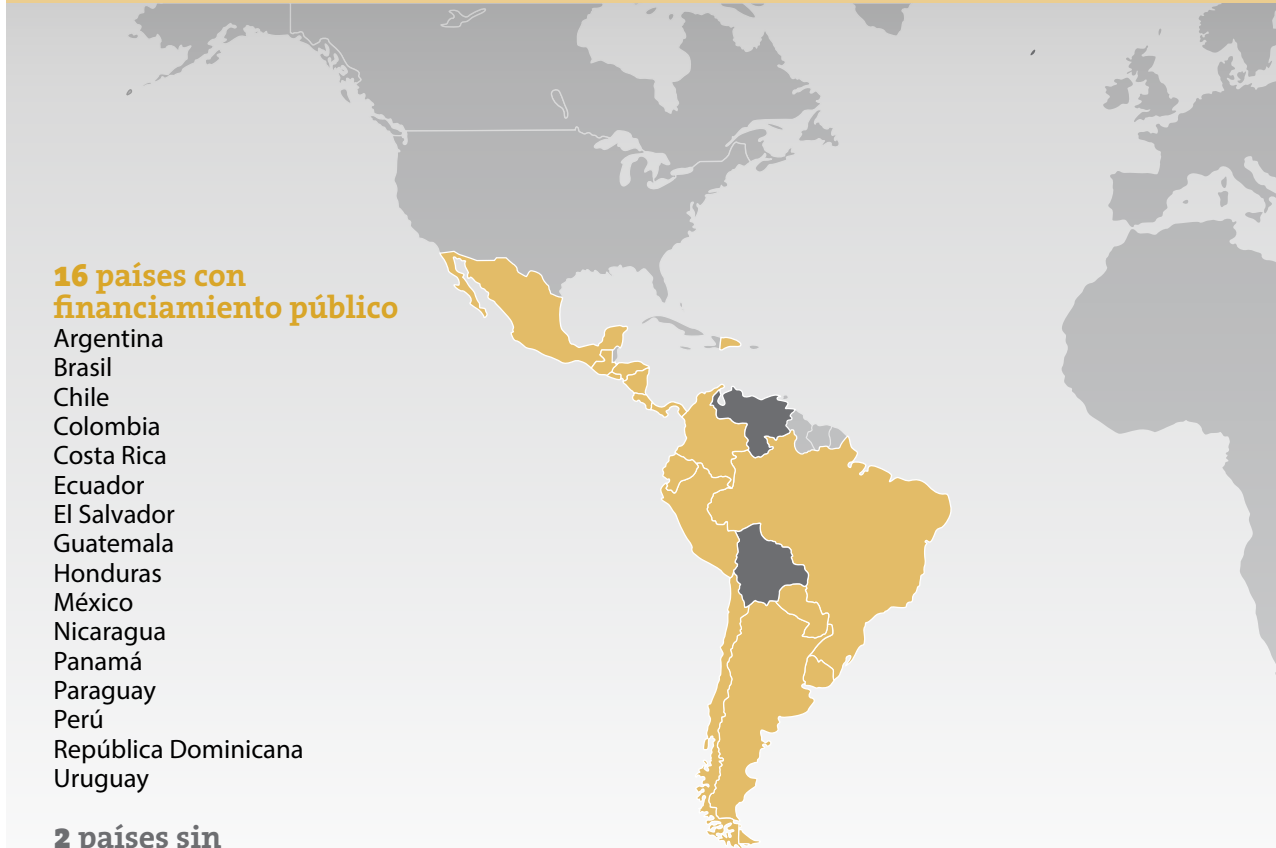 16 países con
financiamiento público
Argentina
Brasil
Chile
Colombia
Costa Rica
Ecuador
El Salvador
Guatemala
Honduras
México
Nicaragua
Panamá
Paraguay
Perú
República Dominicana
Uruguay
2 países sin